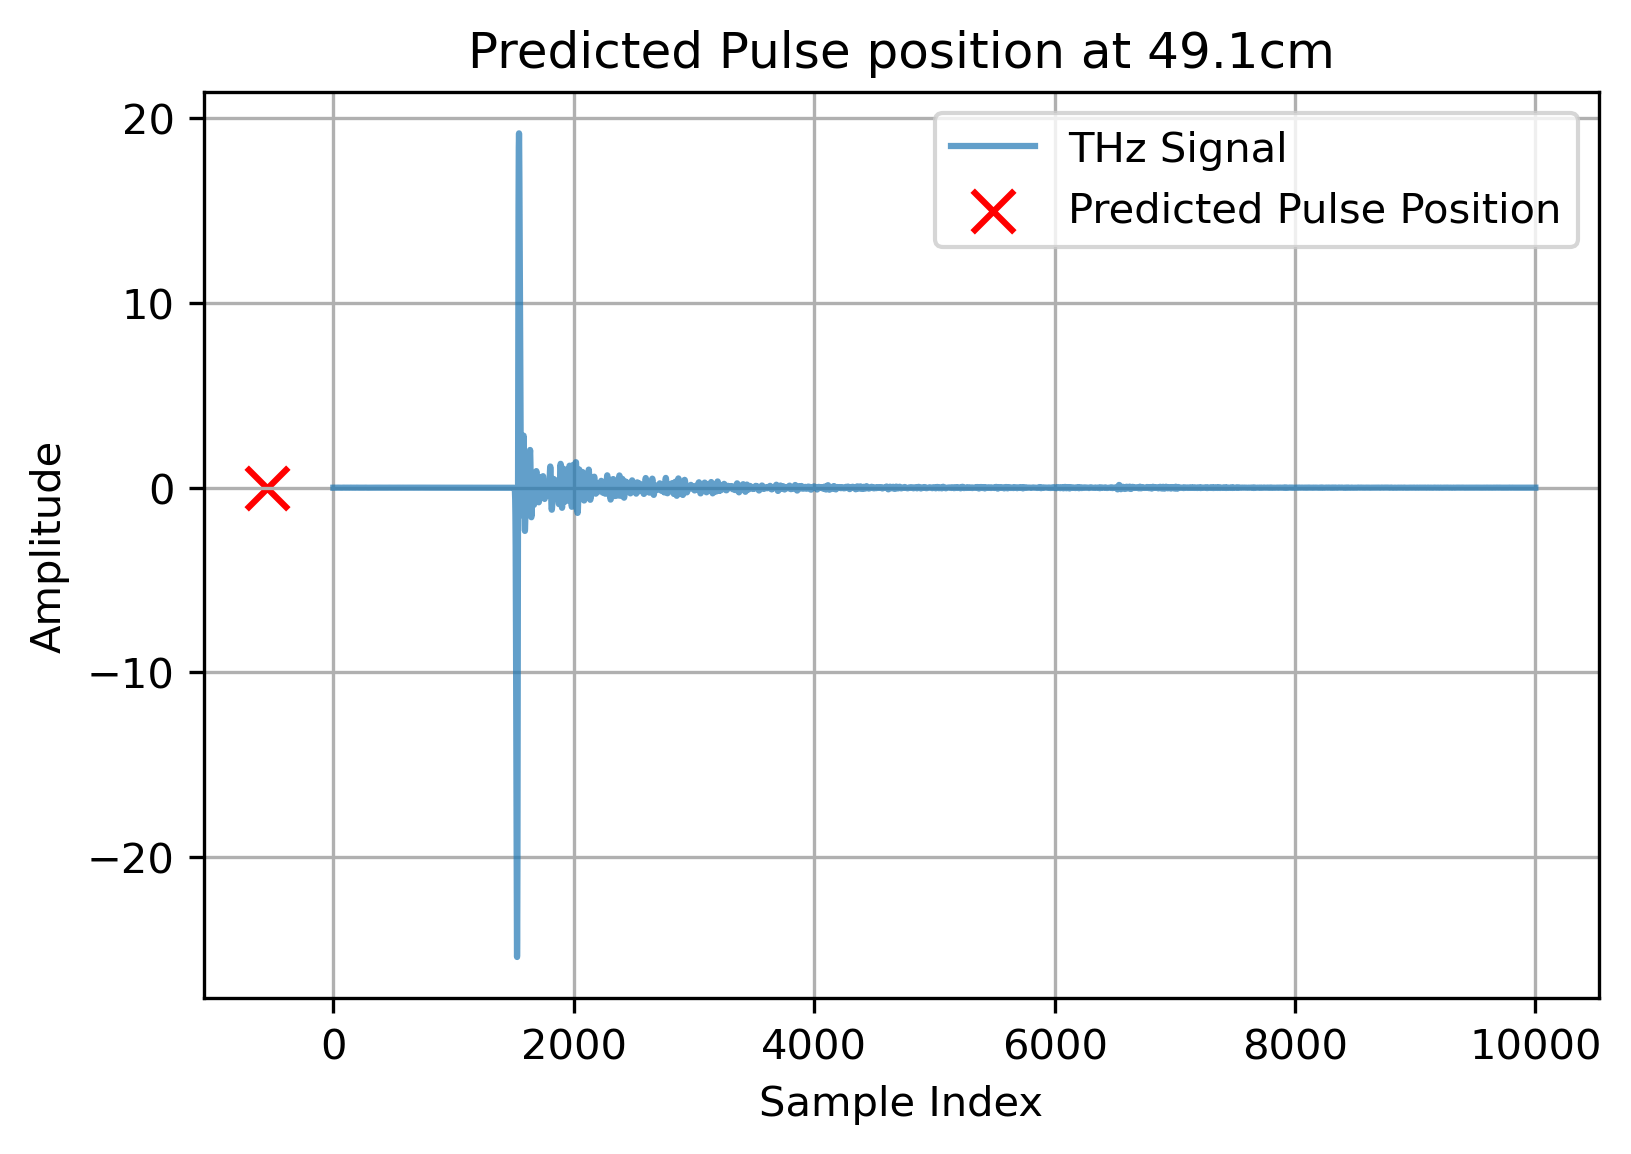 Predicted Pulse position at 49.1cm
20
10
0
−10
−20
Amplitude
THz Signal
Predicted Pulse Position
0 2000 4000 6000 8000 10000
Sample Index